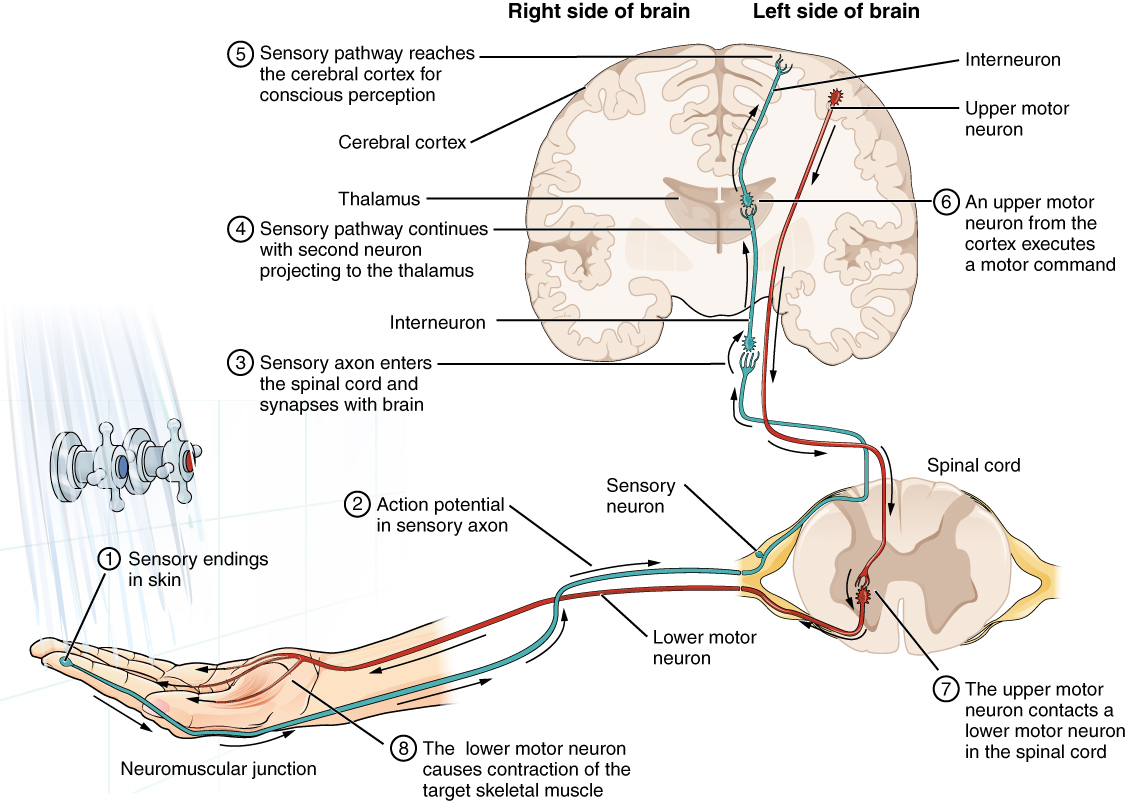 Right side of brain
Left side of brain
5 Sensory pathway reaches
the cerebral cortex for
conscious perception
Interneuron
Upper motor
neuron
Cerebral cortex
Thalamus
4 Sensory pathway continues
with second neuron
projecting to the thalamus
6 An upper motor
neuron from the
cortex executes
a motor command
Interneuron
3 Sensory axon enters
the spinal cord and
synapses with brain
Spinal cord
Sensory
neuron
2 Action potential
in sensory axon
1 Sensory endings
in skin
Lower motor
neuron
7 The upper motor
neuron contacts a
lower motor neuron
in the spinal cord
8 The lower motor neuron
causes contraction of the
target skeletal muscle
Neuromuscular junction